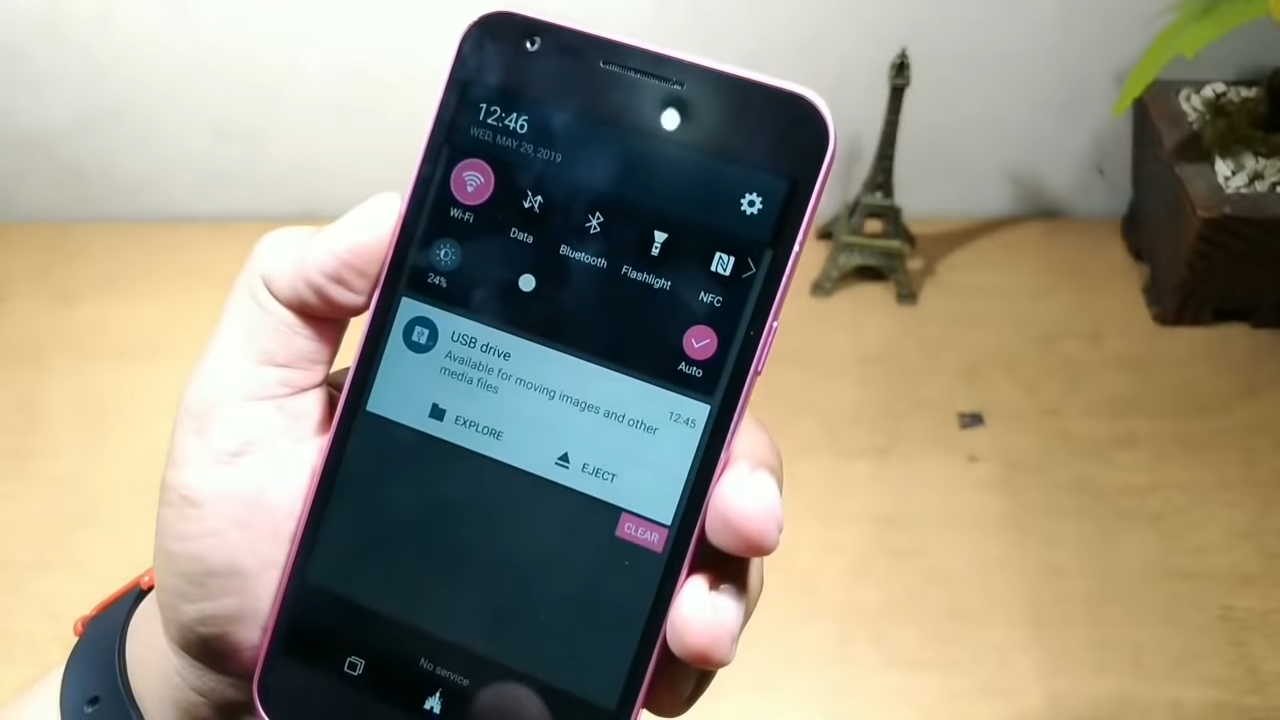 12:46
WED, MAY 29, 2019
Wi-Fi
Data
Bluetooth
Flashlight
NFC
24%
Auto
USB drive
Available for moving images and other
media files
12:45
EXPLORE
EJECT
CLEAR
No service